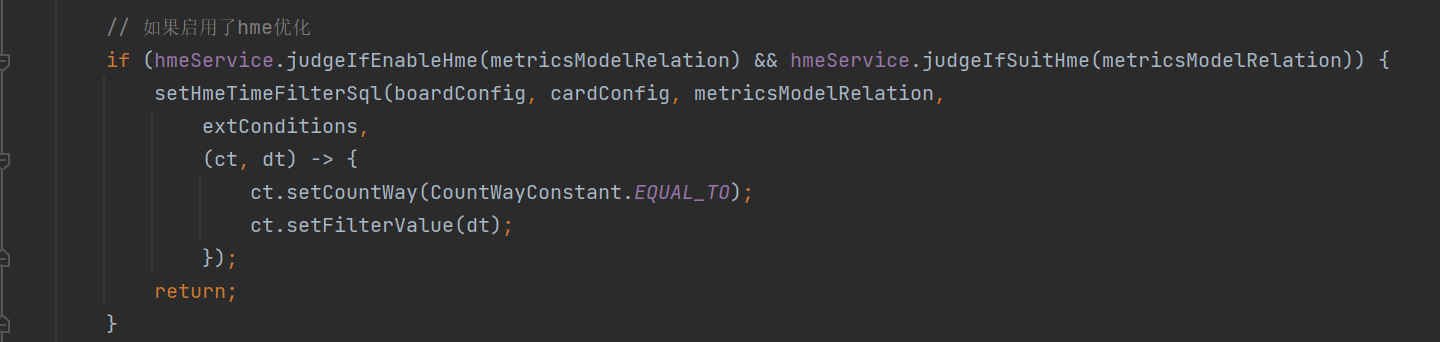 // 如果启用了hme优化
if (hmeService.judgeIfEnableHme(metricsModelRelation) && hmeService.judgeIfSuitHme(metricsModelRelation)) {
setHmeTimeFilterSql(boardConfig, cardConfig, metricsModelRelation,
extConditions,
(ct, dt) -> {
ct.setCountWay(CountWayConstant.EQUAL_TO);
ct.setFilterValue(dt);
});
return;
}